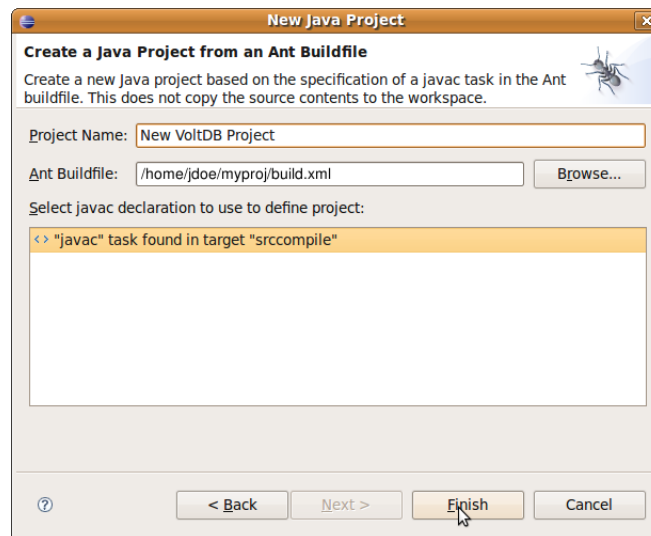 New Java Project
Create a Java Project from an Ant Buildfile
Create a new Java project based on the specification of a javac task in the Ant
buildfile. This does not copy the source contents to the workspace.
Project Name: New VoltDB Project
Ant Buildfile: /home/jdoe/myproj/build.xml Browse...
Select javac declaration to use to define project:
<> "javac" task found in target "srccompile"
? < Back Next > Finish Cancel